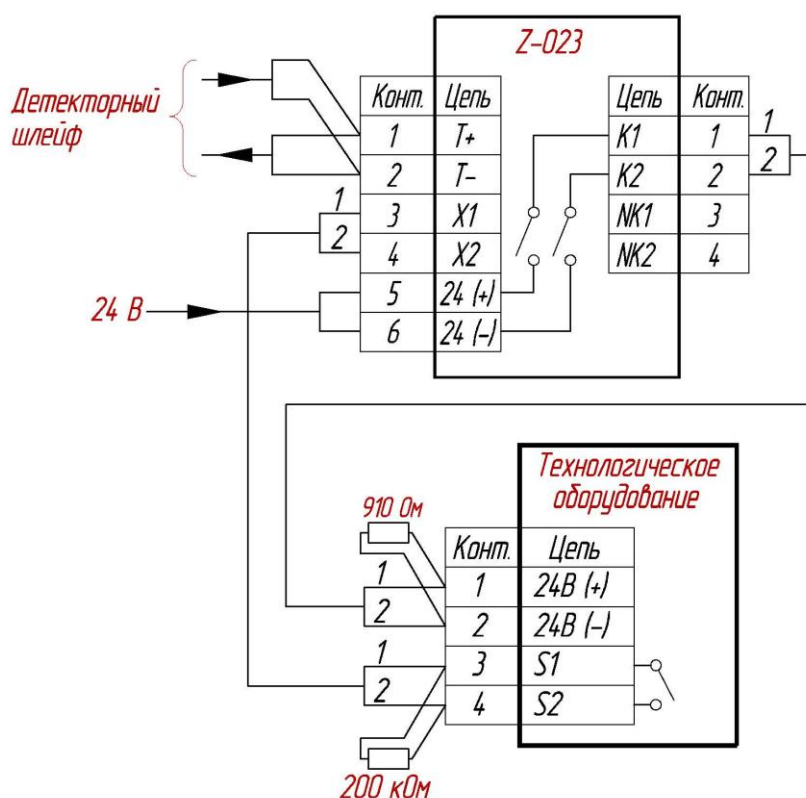 Z-023
Детекторный
шлейф
Конт. Цепь
1 T+
2 T-
3 X1
4 X2
5 24 (+)
6 24 (-)
Цепь Конт.
K1 1
K2 2
NK1 3
NK2 4
1
2
1
2
24 В
Технологическое
оборудование
910 Ом
Конт. Цепь
1 24В (+)
2 24В (-)
3 S1
4 S2
1
2
1
2
200 кОм